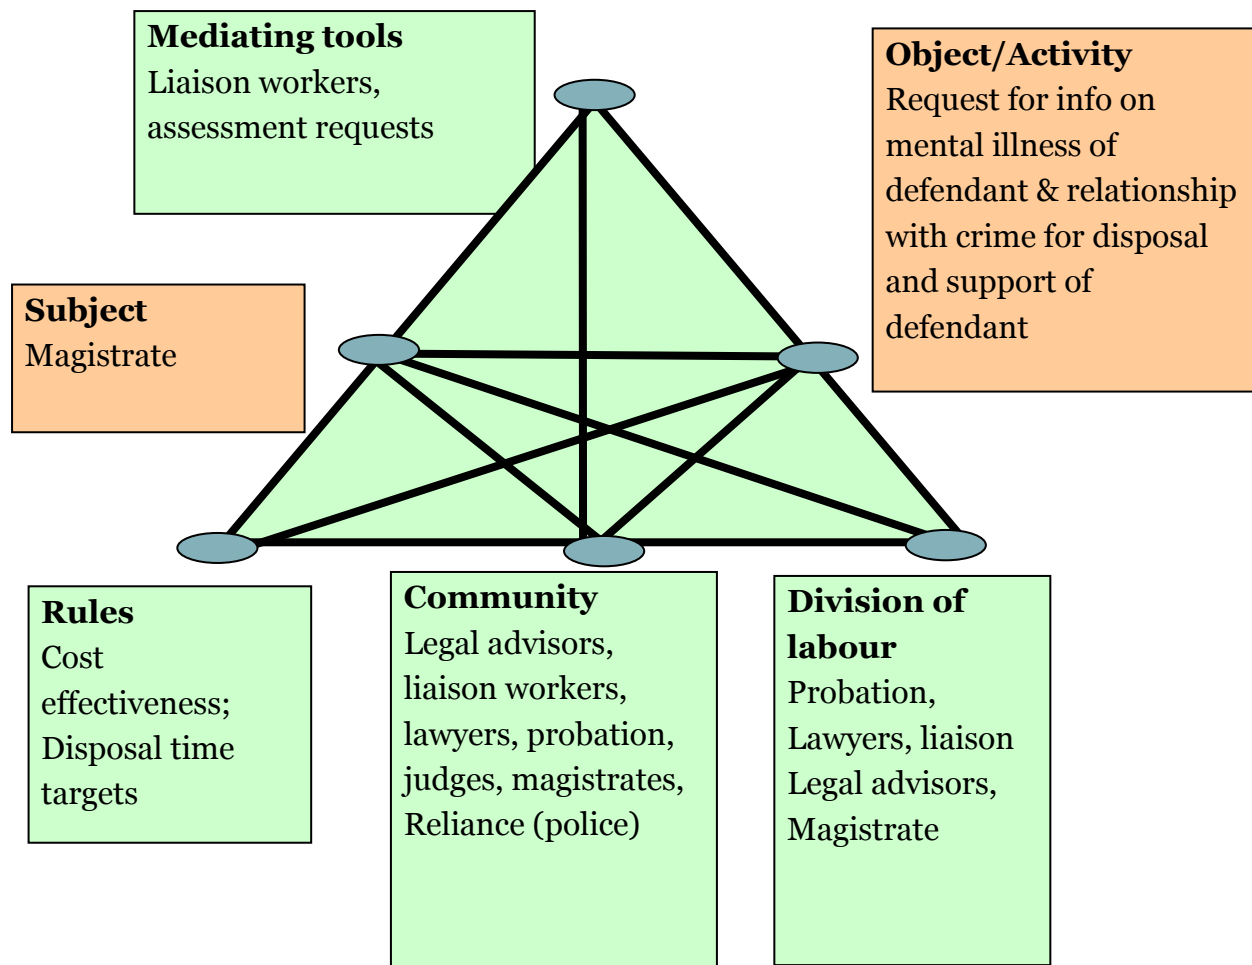 Mediating tools
Liaison workers,
assessment requests
Object/Activity
Request for info on
mental illness of
defendant & relationship
with crime for disposal
and support of
defendant
Subject
Magistrate
Rules
Cost
effectiveness;
Disposal time
targets
Community
Legal advisors,
liaison workers,
lawyers, probation,
judges, magistrates,
Reliance (police)
Division of
labour
Probation,
Lawyers, liaison
Legal advisors,
Magistrate